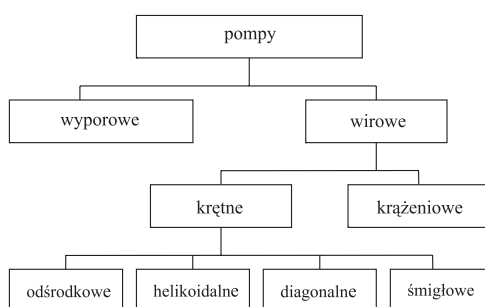 pompy
wyporowe
wirowe
krętne
krążeniowe
odśrodkowe
helikoidalne
diagonalne
śmigłowe